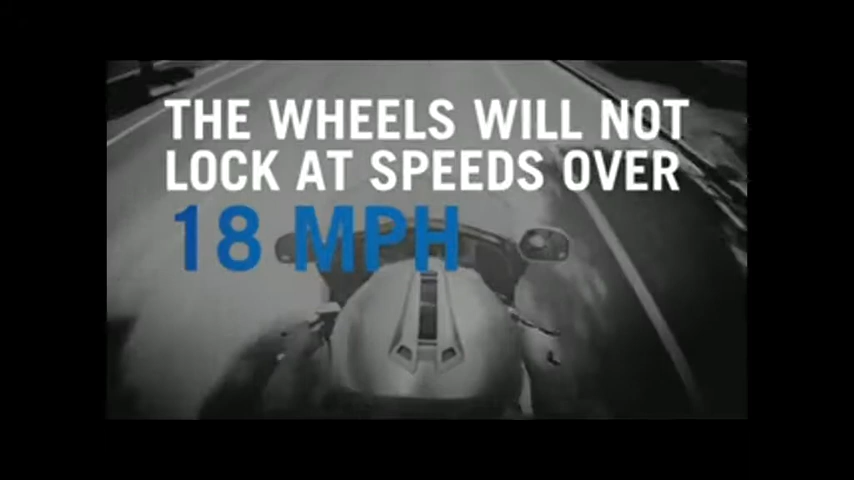 THE WHEELS WILL NOT
LOCK AT SPEEDS OVER
18 MPH